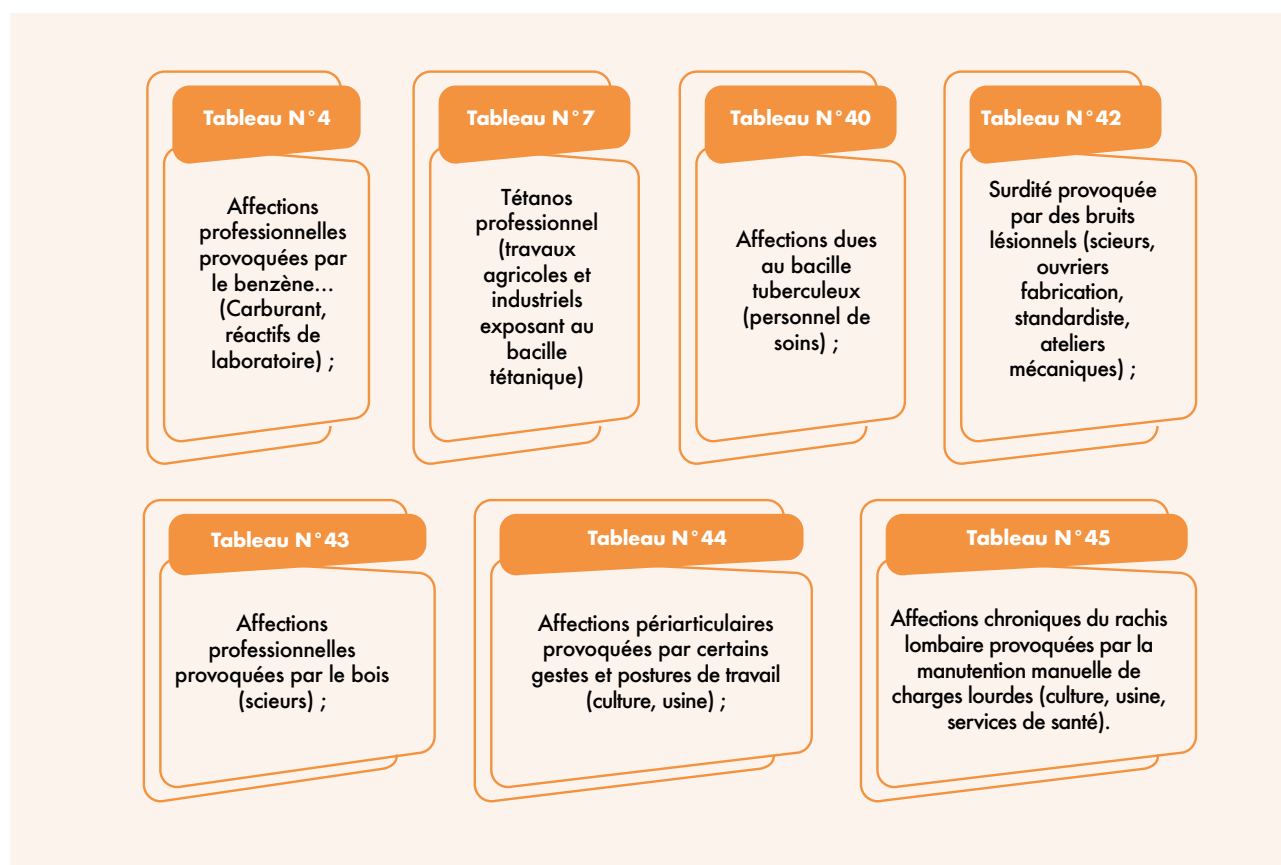 Tableau N°4
Affections
professionnelles
provoquées par
le benzène...
(Carburant,
réactifs de
laboratoire) ;
Tableau N°7
Tétanos
professionnel
(travaux
agricoles et
industriels
exposant au
bacille
tétanique)
Tableau N°40
Affections dues
au bacille
tuberculeux
(personnel de
soins) ;
Tableau N°42
Surdité provoquée
par des bruits
lésionnels (scieurs,
ouvriers
fabrication,
standardiste,
ateliers
mécaniques) ;
Tableau N°43
Affections
professionnelles
provoquées par le bois
(scieurs) ;
Tableau N°44
Affections périarticulaires
provoquées par certains
gestes et postures de travail
(culture, usine) ;
Tableau N°45
Affections chroniques du rachis
lombaire provoquées par la
manutention manuelle de
charges lourdes (culture, usine,
services de santé).